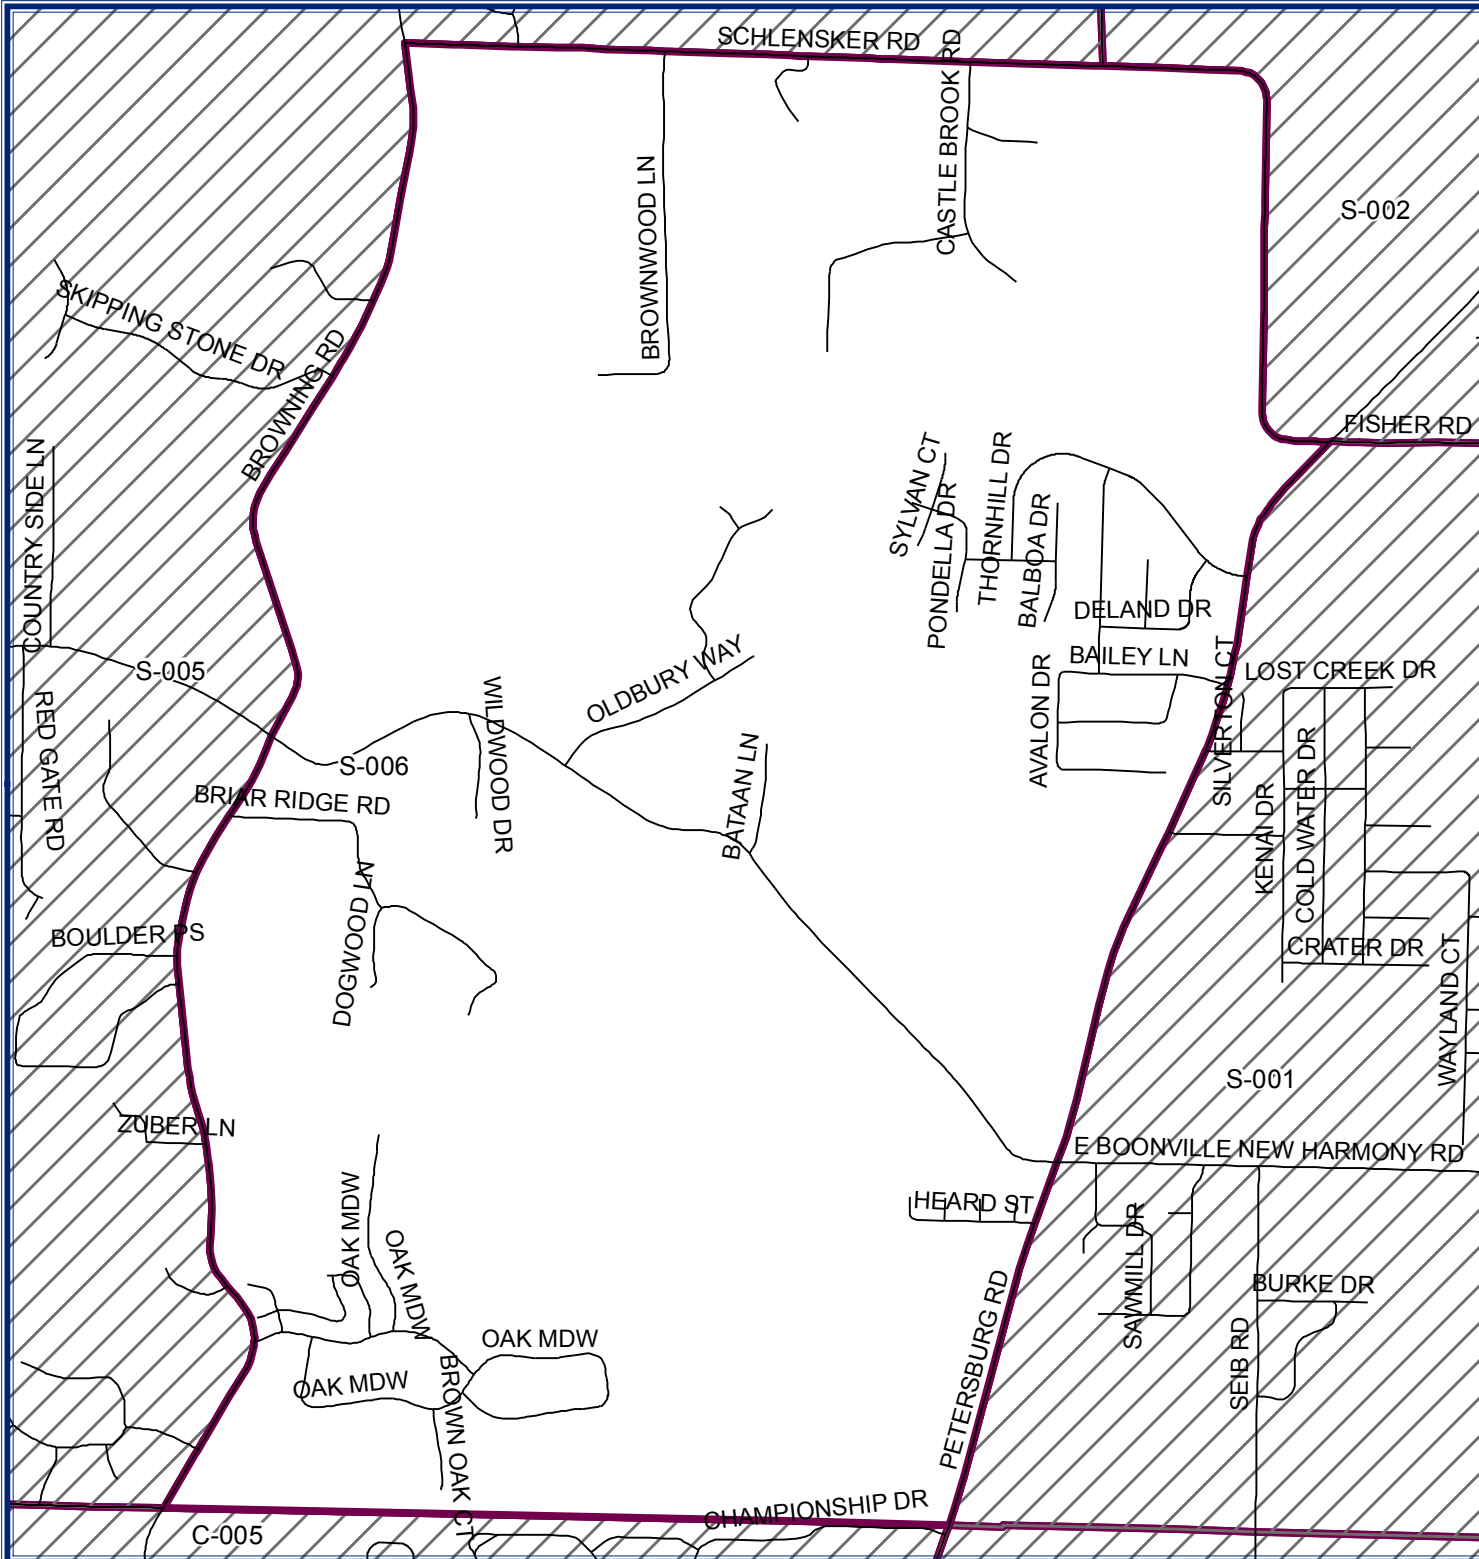 SCHLENSKER RD
CASTLE BROOK RD
BROWNWOOD LN
S-002
SKIPPING STONE DR
BROWNING RD
FISHER RD
COUNTRY SIDE LN
SYLVAN CT
PONDELLA DR
THORNHILL DR
BALBOA DR
DELAND DR
BAILEY LN
AVALON DR
SILVERTON CT
LOST CREEK DR
S-005
OLDBURY WAY
WILDWOOD DR
RED GATE RD
S-006
BRIAR RIDGE RD
BATAAN LN
KENAI DR
COLD WATER DR
DOGWOOD LN
BOULDER PS
CRATER DR
WAYLAND CT
S-001
ZUBER LN
E BOONVILLE NEW HARMONY RD
HEARD ST
OAK MDW
OAK MDW
SAWMILL DR
BURKE DR
PETERSBURG RD
SEIB RD
OAK MDW
OAK MDW
BROWN OAK CT
CHAMPIONSHIP DR
C-005